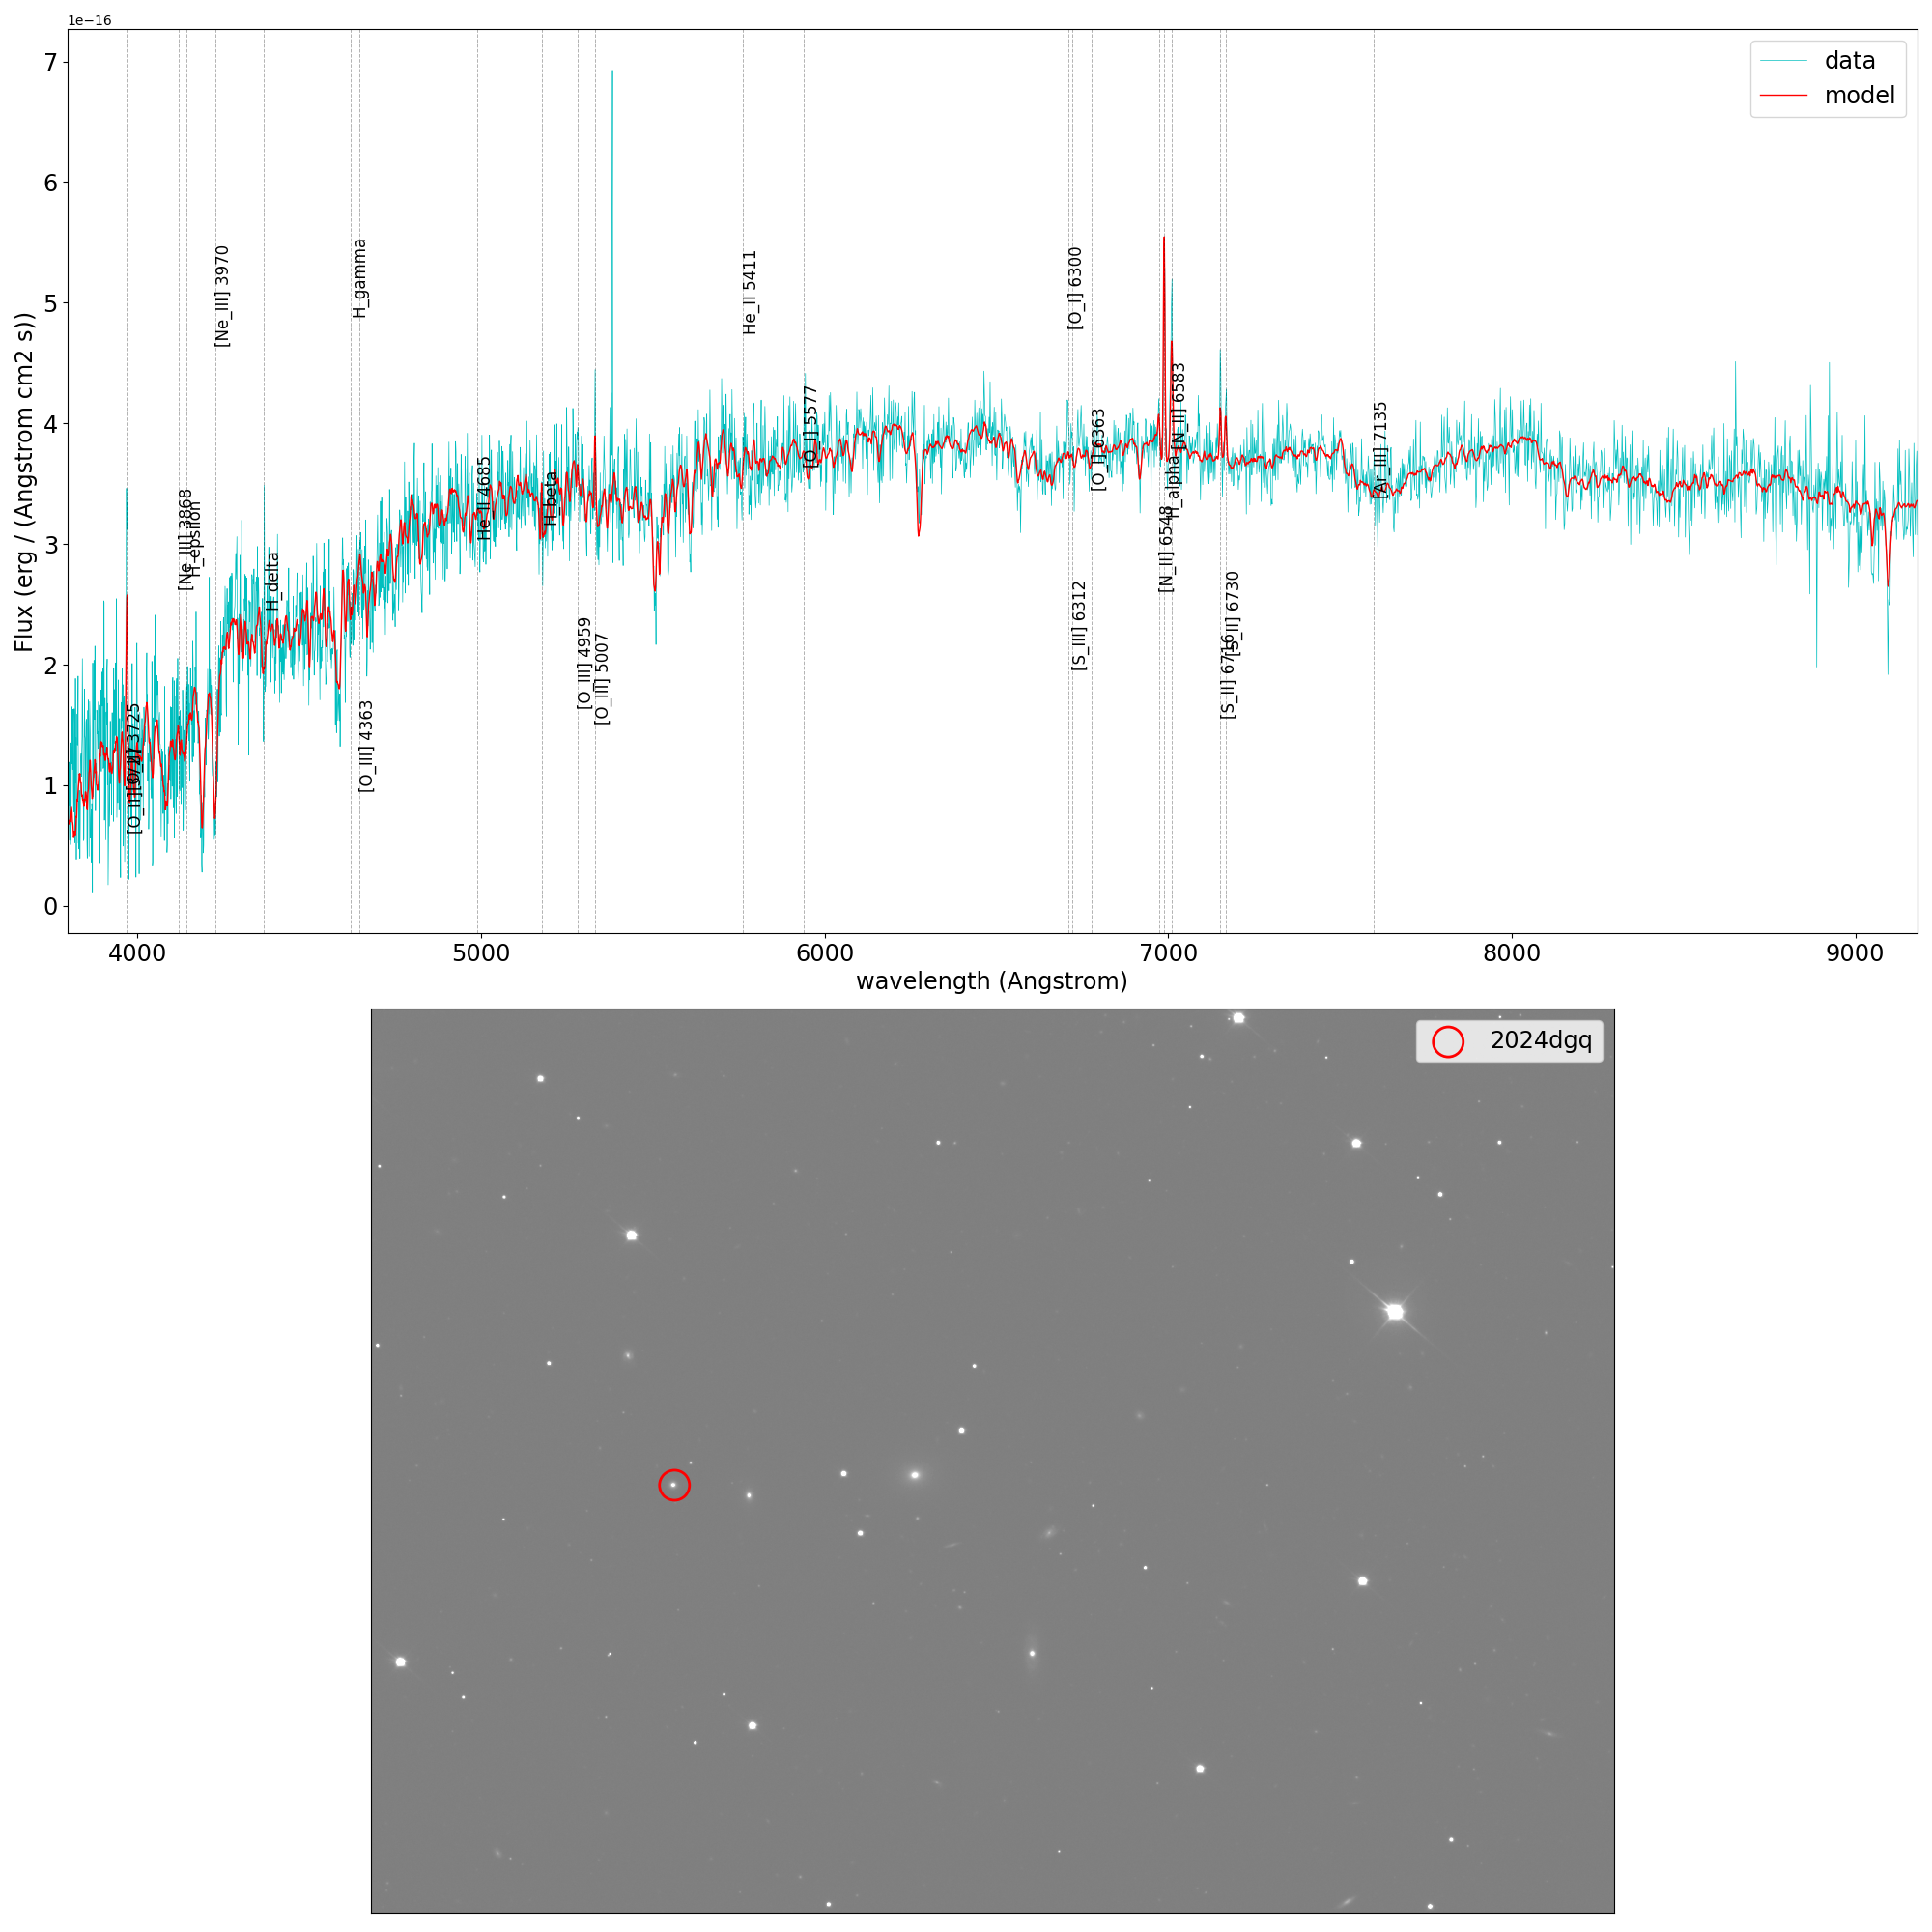 1e−16
data
model
7
6
5
4
3
2
1
0
Flux (erg / (Angstrom cm2 s))
[Ne_III] 3970
H_gamma
He_II 5411
[O_I] 6300
[Ne_III] 3868
H_epsilon
H_delta
He_II 4685
H_beta
[O_I] 5577
[O_I] 6363
[N_II] 6548
H_alpha
[N_II] 6583
[Ar_III] 7135
[O_III] 4363
[O_III] 4959
[O_III] 5007
[S_III] 6312
[S_II] 6716
[S_II] 6730
4000
5000
6000
7000
8000
9000
wavelength (Angstrom)
2024dgq